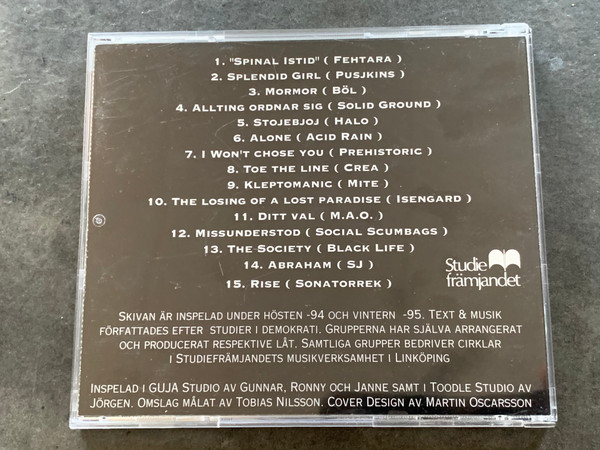 1. "Spinal Istid" ( Fehtara )
2. Splendid Girl ( Pusjkins )
3. Mormor ( Böl )
4. Allting ordnar sig ( Solid Ground )
5. Stojebjoj ( Halo )
6. Alone ( Acid Rain )
7. I Won't chose you ( Prehistoric )
8. Toe the line ( Crea )
9. Kleptomanic ( Mite )
10. The losing of a lost paradise ( Isengard )
11. Ditt val ( M.A.O. )
12. Missunderstod ( Social Scumbags )
13. The Society ( Black Life )
14. Abraham ( SJ )
15. Rise ( Sonatorrek )
Studie
främjandet
Skivan är inspelad under hösten -94 och vintern -95. Text & musik
författades efter studier i demokrati. Grupperna har själva arrangerat
och producerat respektive låt. Samtliga grupper bedriver cirklar
i Studiefrämjandets musikverksamhet i Linköping
Inspelad i GUJA Studio av Gunnar, Ronny och Janne samt i Toodle Studio av
Jörgen. Omslag målat av Tobias Nilsson. Cover Design av Martin Oscarsson